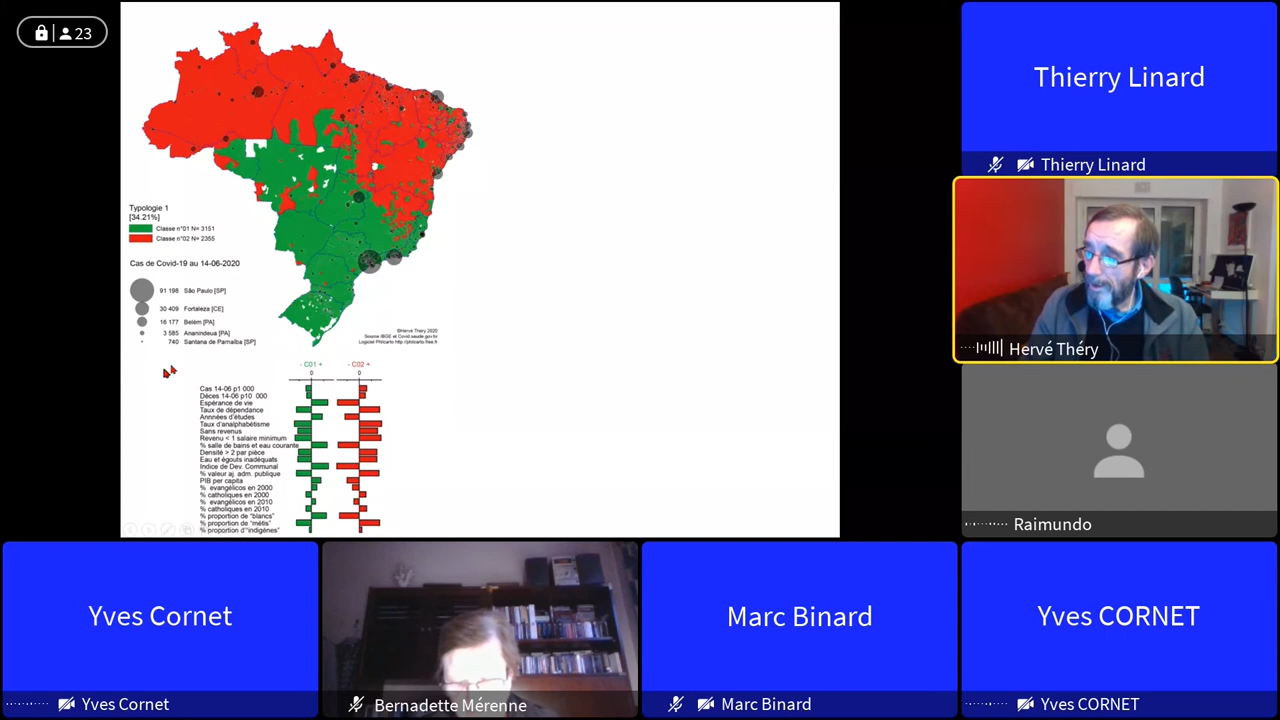 23
Typologie 1
[34.21%]
Classe n°01 N= 3151
Classe n°02 N= 2355
Cas de Covid-19 au 14-06-2020
91 198 São Paulo [SP]
30 409 Fortaleza [CE]
16 177 Belém [PA]
3 585 Ananindeua [PA]
740 Santana de Parnaíba [SP]
©Hervé Théry 2020
Source IBGE et Covid.saude.gov.br
Logiciel Philcarto http://philcarto.free.fr
- C01 +
- C02 +
0
0
Cas 14-06 p1 000
Décès 14-06 p10 000
Espérance de vie
Taux de dépendance
Annnées d'études
Taux d'analphabétisme
Sans revenus
Revenu < 1 salaire minimum
% salle de bains et eau courante
Densité > 2 par pièce
Eau et égouts inadéquats
Indice de Dev. Communal
% valeur aj. adm. publique
PIB per capita
% evangélicos en 2000
% catholiques en 2000
% evangélicos en 2010
% catholiques en 2010
% proportion de "blancs"
% proportion de "métis"
% proportion d'"indigènes"
Thierry Linard
Thierry Linard
Hervé Théry
Raimundo
Yves Cornet
Yves Cornet
Bernadette Mérenne
Marc Binard
Marc Binard
Yves CORNET
Yves CORNET